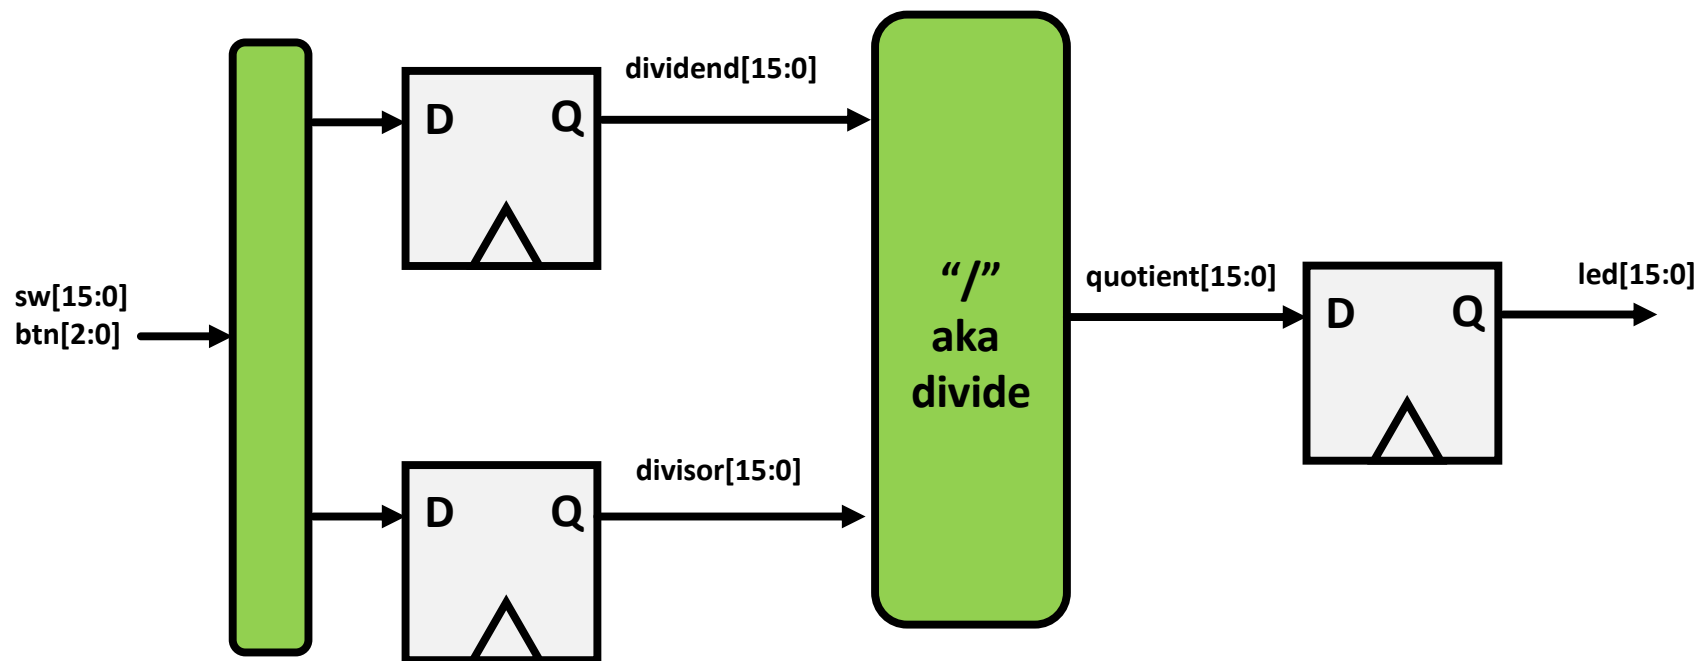 sw[15:0]
btn[2:0]
D Q
dividend[15:0]
D Q
divisor[15:0]
“/”
aka
divide
quotient[15:0]
D Q
led[15:0]